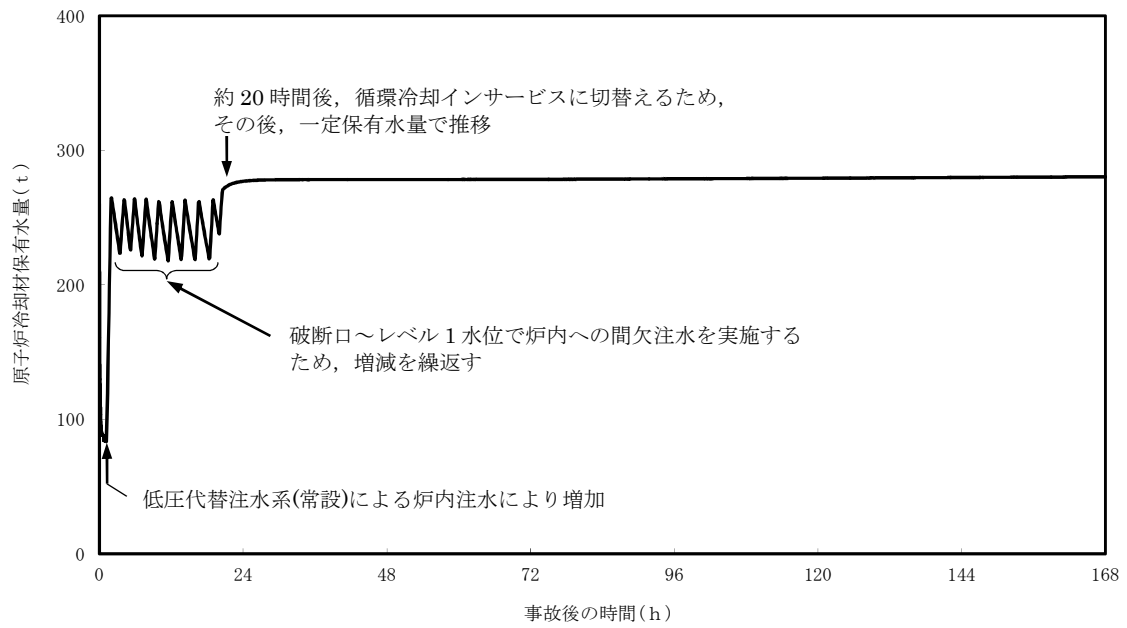 400
約 20 時間後，循環冷却インサービスに切替えるため，
その後，一定保有水量で推移
300
原子炉冷却材保有水量(ｔ)
200
破断口～レベル 1 水位で炉内への間欠注水を実施する
ため，増減を繰返す
100
低圧代替注水系(常設)による炉内注水により増加
0
0 24 48 72 96 120 144 168
事故後の時間(ｈ)